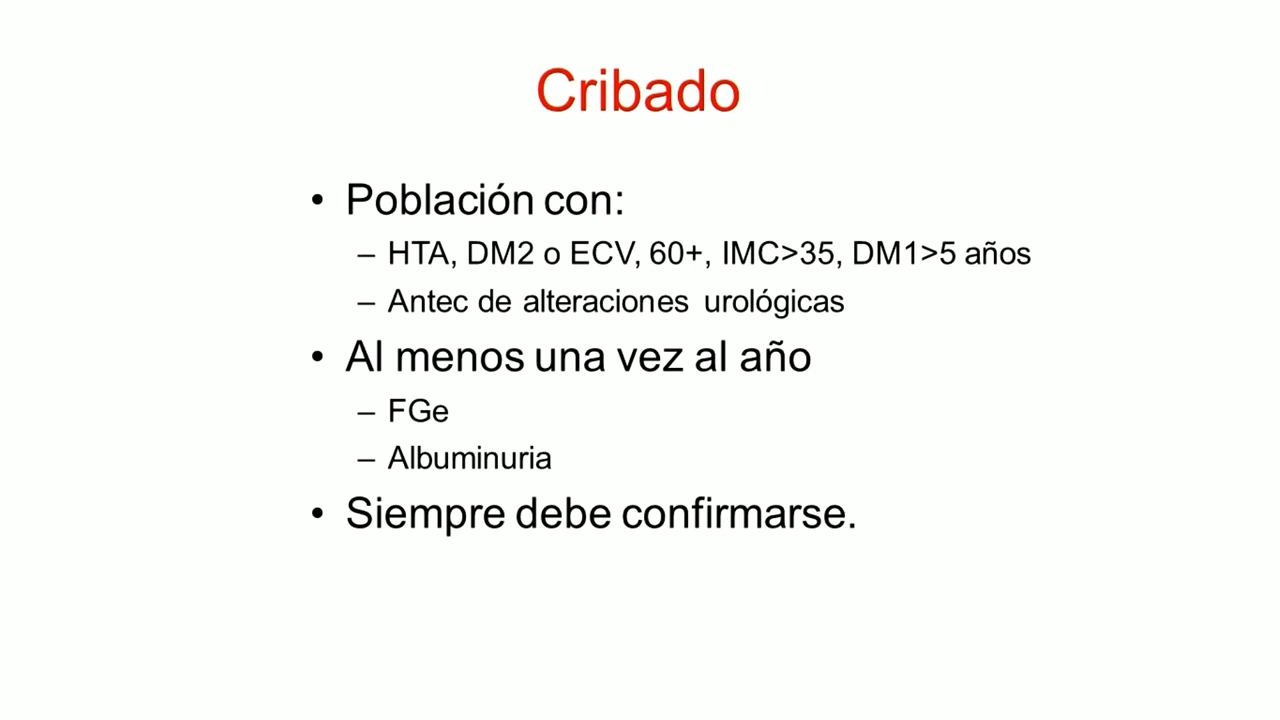 Cribado
• Población con:
– HTA, DM2 o ECV, 60+, IMC>35, DM1>5 años
– Antec de alteraciones urológicas
• Al menos una vez al año
– FGe
– Albuminuria
• Siempre debe confirmarse.